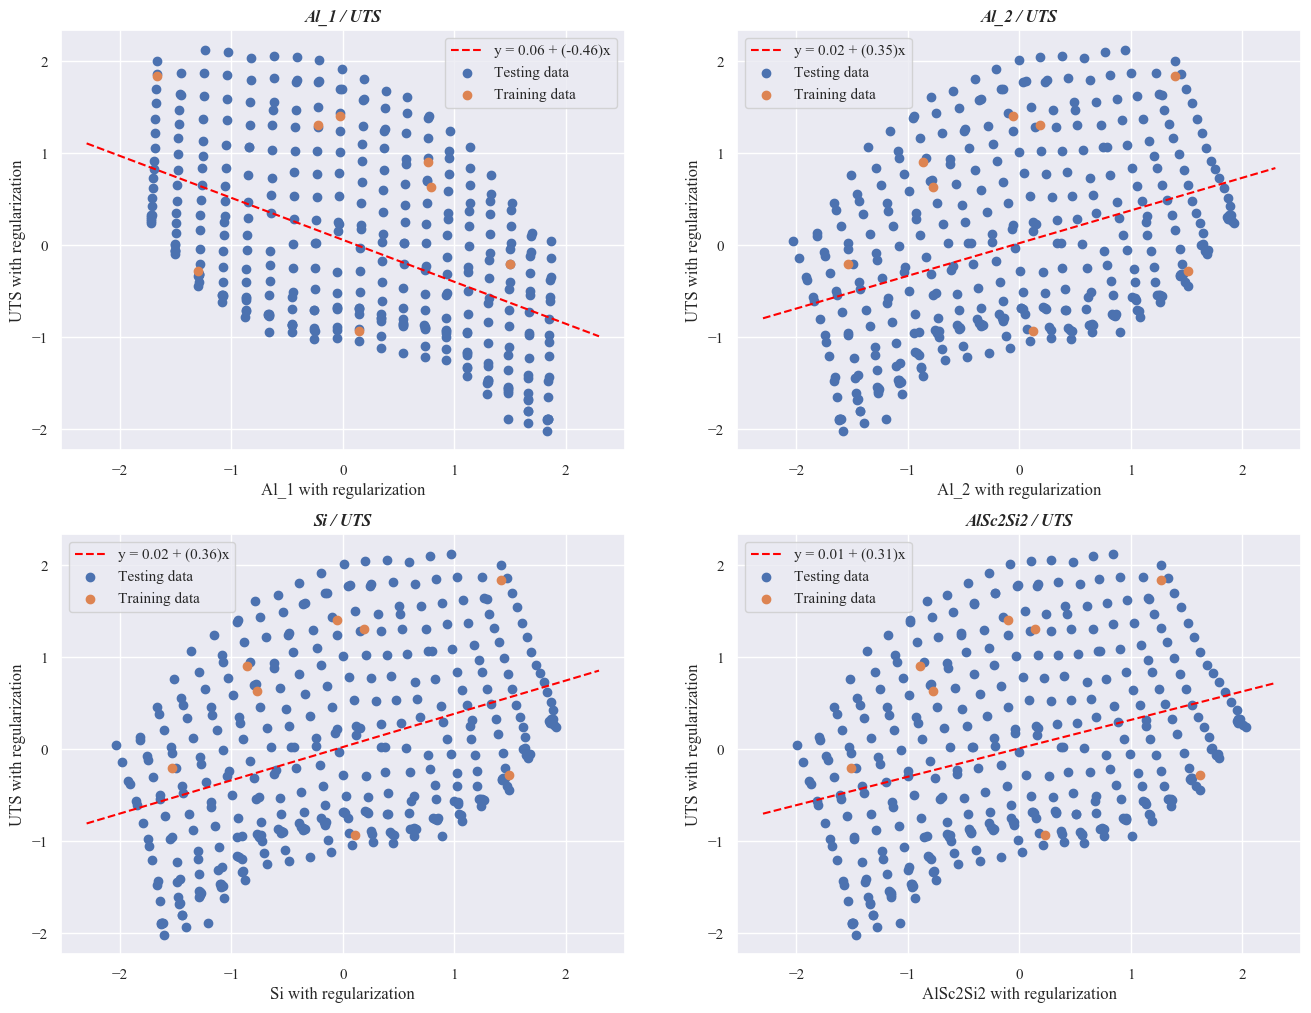 Al_1 / UTS
y = 0.06 + (-0.46)x
Testing data
Training data
2
1
0
−1
−2
UTS with regularization
−2 −1 0 1 2
Al_1 with regularization
Al_2 / UTS
y = 0.02 + (0.35)x
Testing data
Training data
2
1
0
−1
−2
UTS with regularization
−2 −1 0 1 2
Al_2 with regularization
Si / UTS
y = 0.02 + (0.36)x
Testing data
Training data
2
1
0
−1
−2
UTS with regularization
−2 −1 0 1 2
Si with regularization
AlSc2Si2 / UTS
y = 0.01 + (0.31)x
Testing data
Training data
2
1
0
−1
−2
UTS with regularization
−2 −1 0 1 2
AlSc2Si2 with regularization